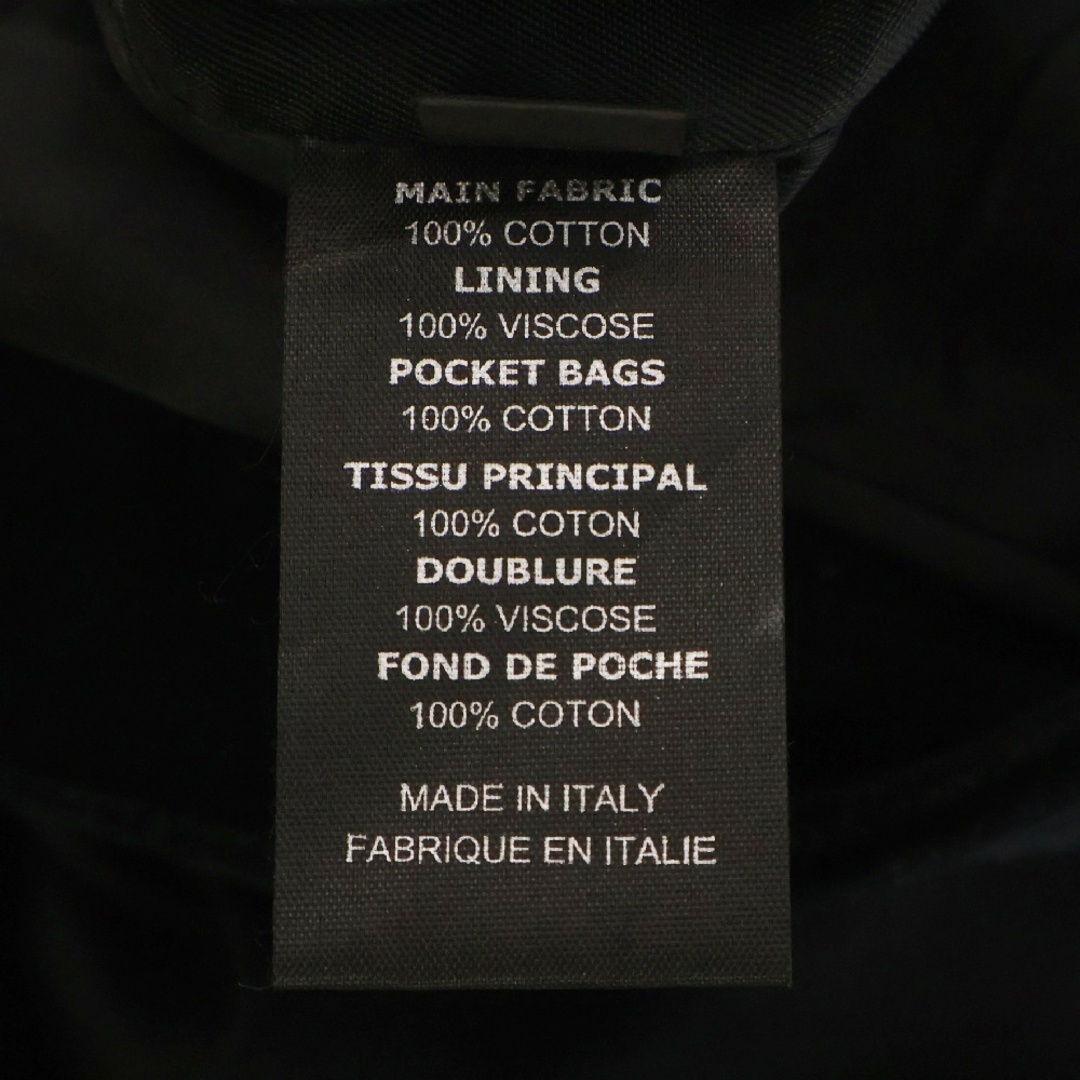 MAIN FABRIC
100% COTTON
LINING
100% VISCOSE
POCKET BAGS
100% COTTON
TISSU PRINCIPAL
100% COTON
DOUBLURE
100% VISCOSE
FOND DE POCHE
100% COTON
MADE IN ITALY
FABRIQUE EN ITALIE